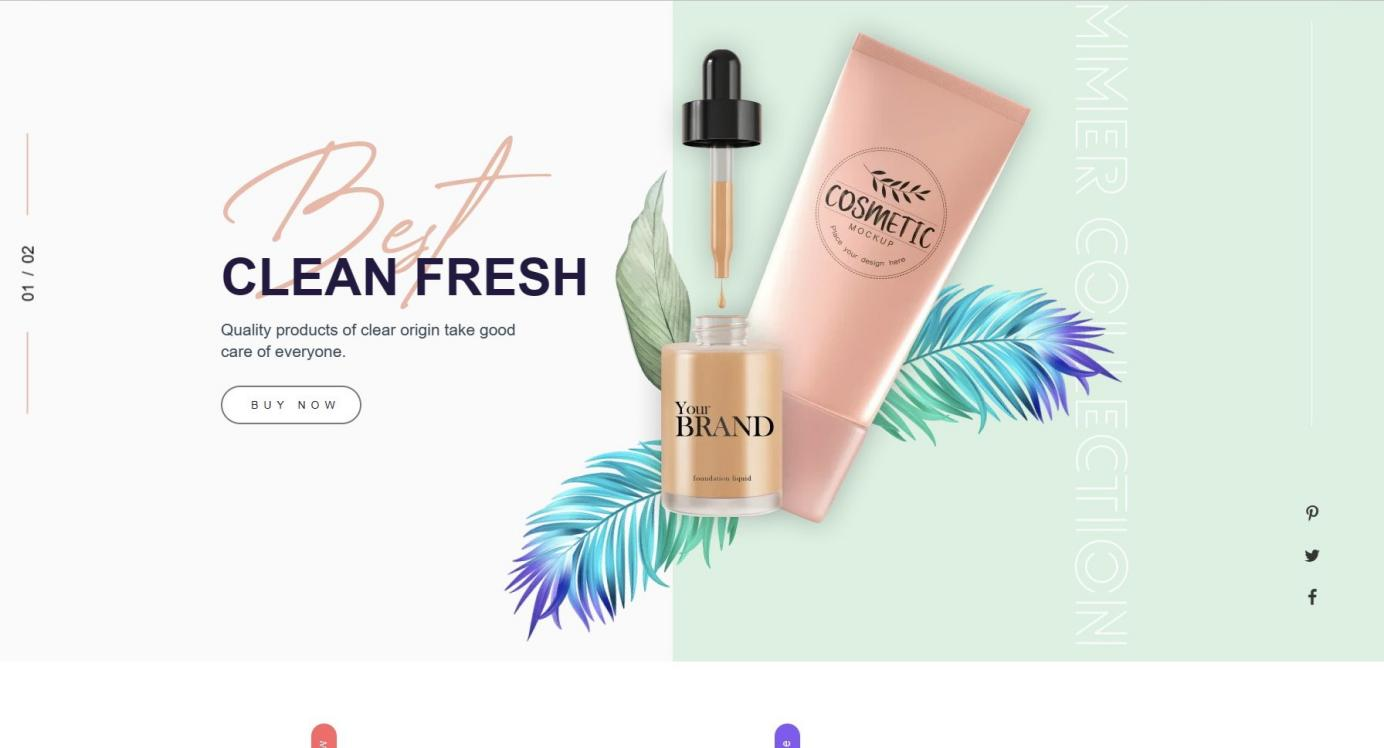 01 / 02
Best
CLEAN FRESH
Quality products of clear origin take good
care of everyone.
BUY NOW
COSMETIC
MOCKUP
Place your design here
Your
BRAND
foundation liquid
COLLECTION